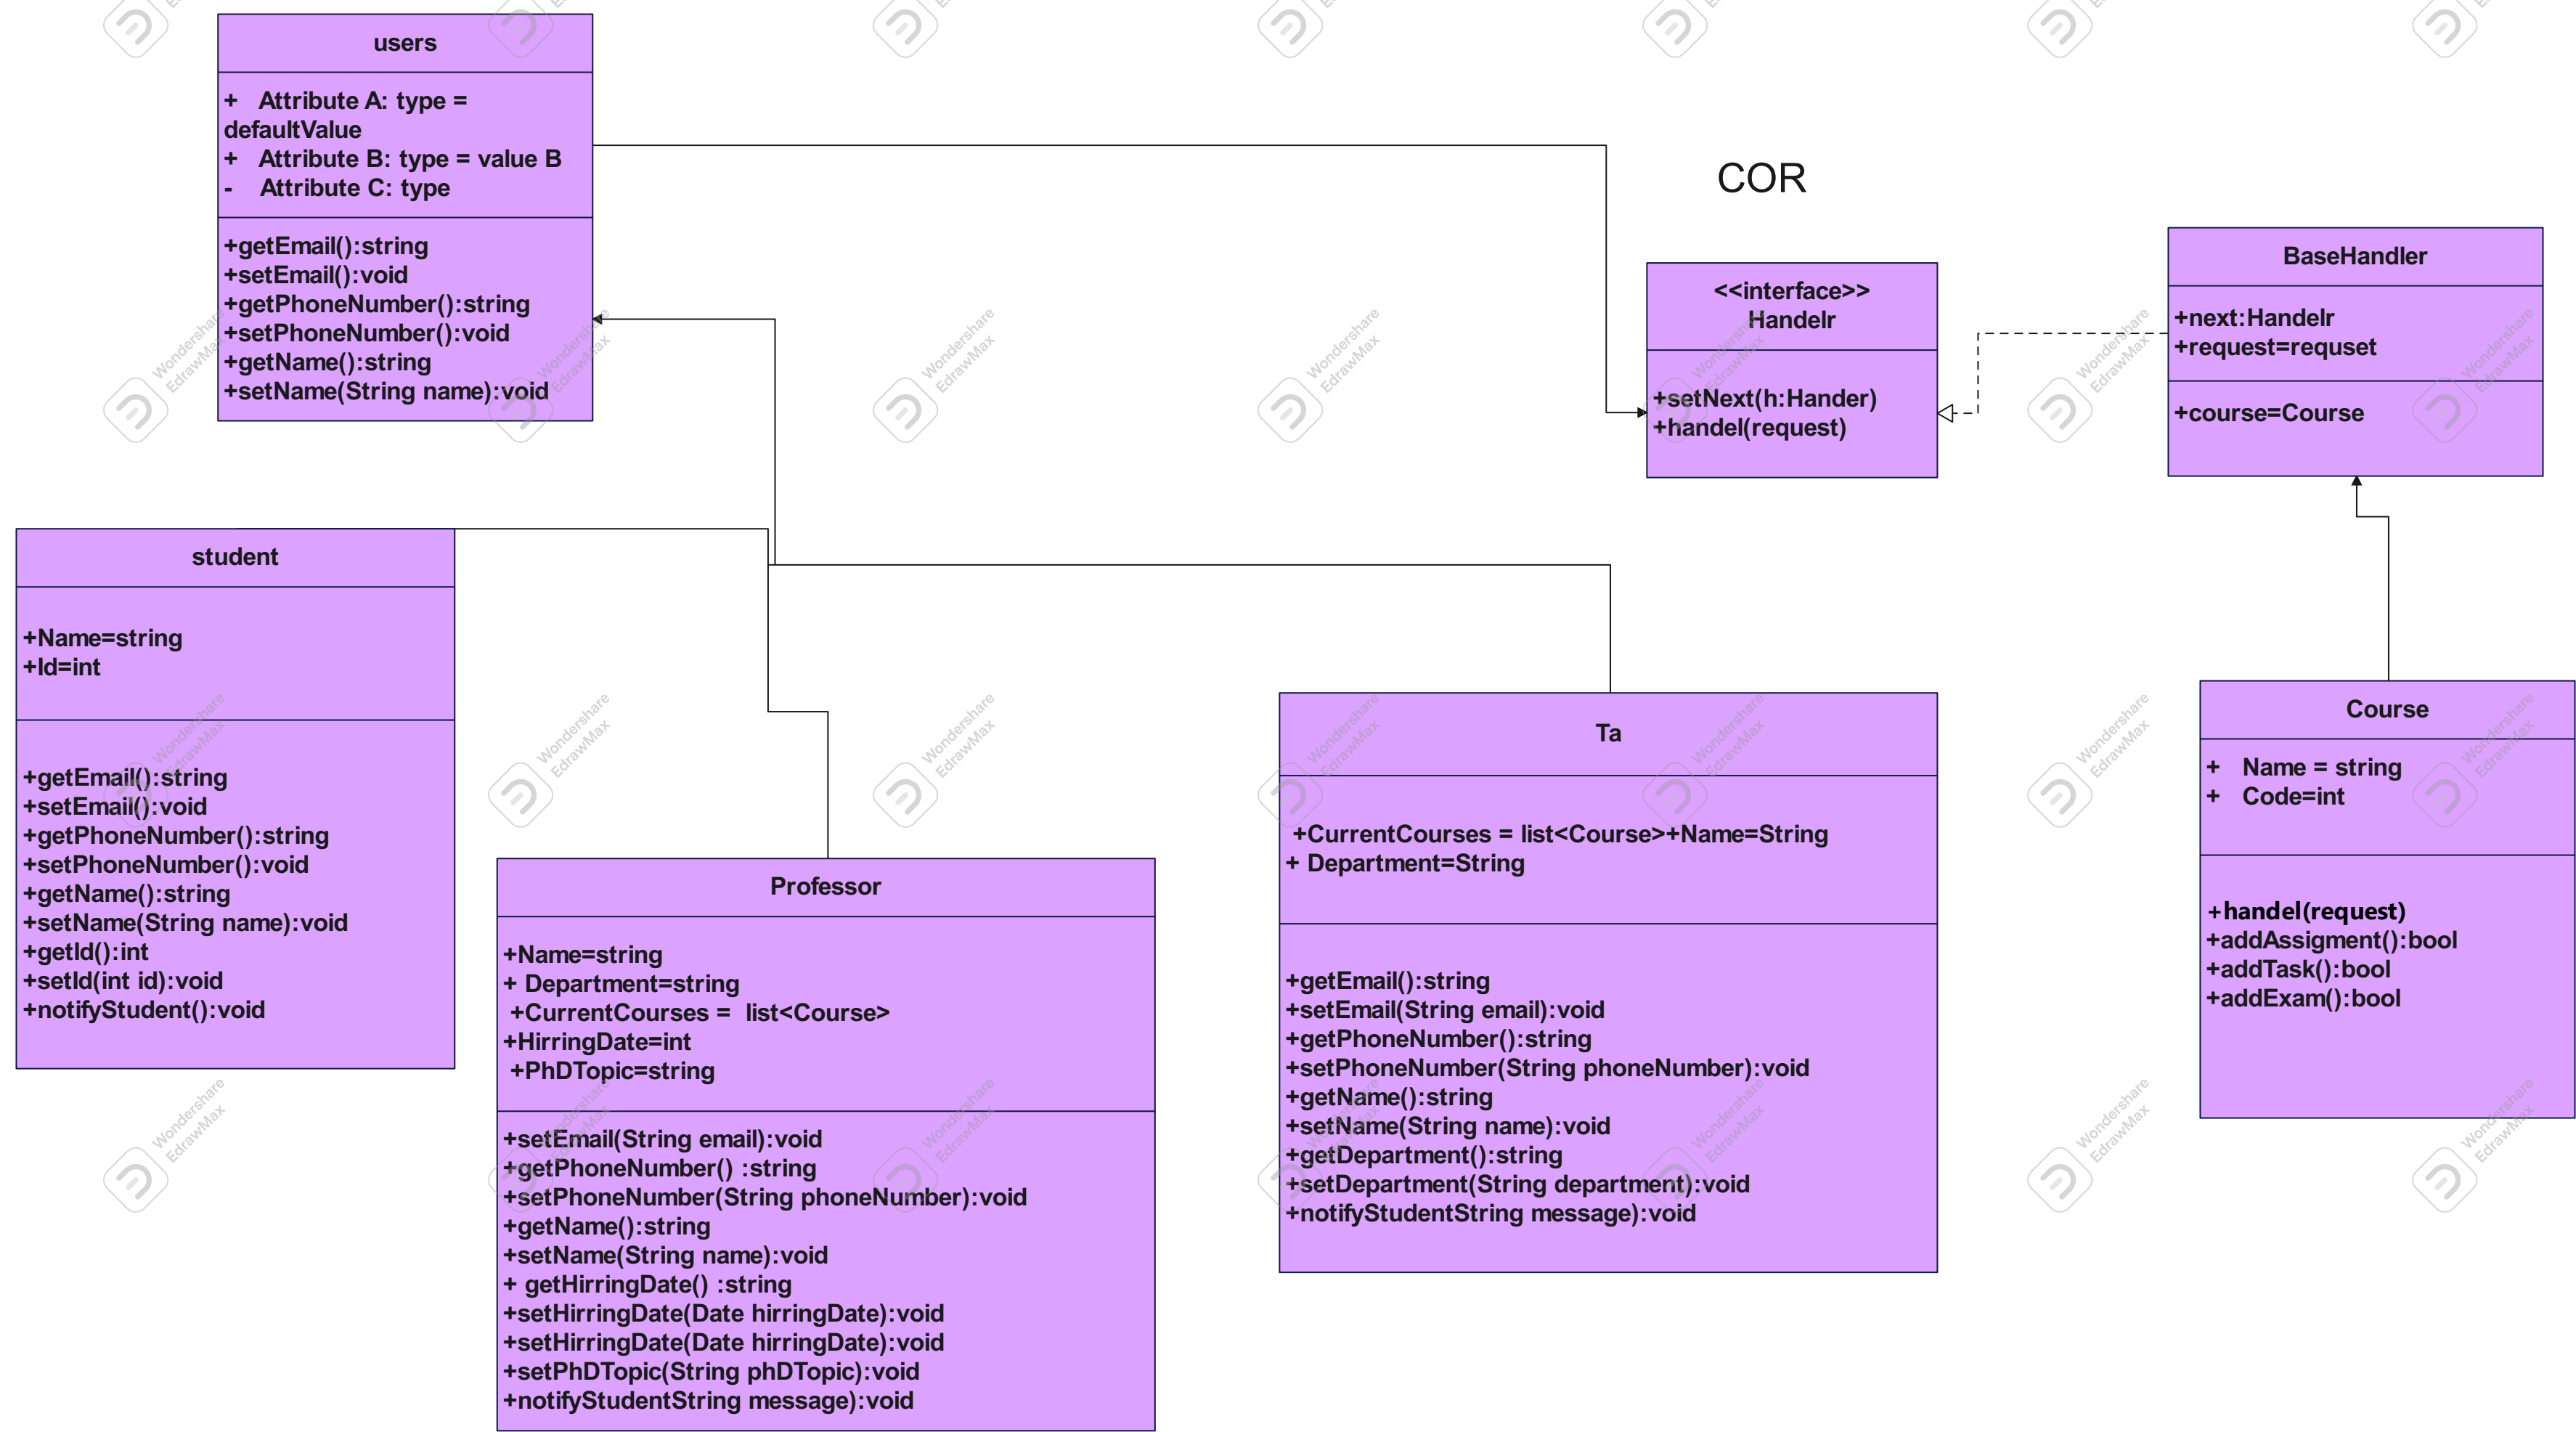 users
+ Attribute A: type =
defaultValue
+ Attribute B: type = value B
- Attribute C: type
+getEmail():string
+setEmail():void
+getPhoneNumber():string
+setPhoneNumber():void
+getName():string
+setName(String name):void
COR
<<interface>>
Handelr
+setNext(h:Hander)
+handel(request)
BaseHandler
+next:Handelr
+request=requset
+course=Course
student
+Name=string
+Id=int
+getEmail():string
+setEmail():void
+getPhoneNumber():string
+setPhoneNumber():void
+getName():string
+setName(String name):void
+getId():int
+setId(int id):void
+notifyStudent():void
Professor
+Name=string
+ Department=string
+CurrentCourses = list<Course>
+HirringDate=int
+PhDTopic=string
+setEmail(String email):void
+getPhoneNumber() :string
+setPhoneNumber(String phoneNumber):void
+getName():string
+setName(String name):void
+ getHirringDate() :string
+setHirringDate(Date hirringDate):void
+setHirringDate(Date hirringDate):void
+setPhDTopic(String phDTopic):void
+notifyStudentString message):void
Ta
+CurrentCourses = list<Course>+Name=String
+ Department=String
+getEmail():string
+setEmail(String email):void
+getPhoneNumber():string
+setPhoneNumber(String phoneNumber):void
+getName():string
+setName(String name):void
+getDepartment():string
+setDepartment(String department):void
+notifyStudentString message):void
Course
+ Name = string
+ Code=int
+handel(request)
+addAssigment():bool
+addTask():bool
+addExam():bool
Wondershare
EdrawMax